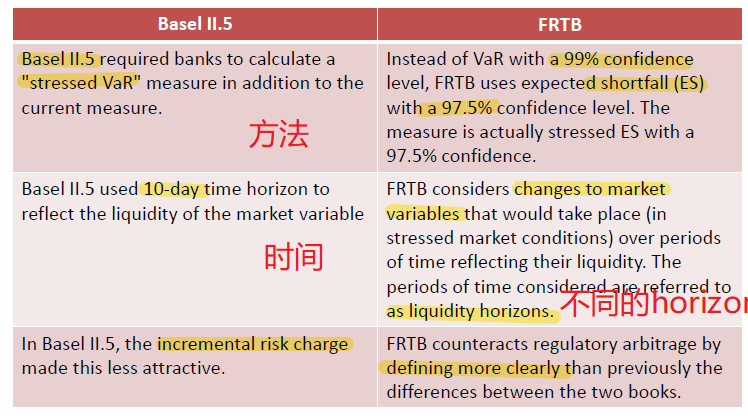 Basel II.5
FRTB
Basel II.5 required banks to calculate a
"stressed VaR" measure in addition to the
current measure.
方法
Instead of VaR with a 99% confidence
level, FRTB uses expected shortfall (ES)
with a 97.5% confidence level. The
measure is actually stressed ES with a
97.5% confidence.
Basel II.5 used 10-day time horizon to
reflect the liquidity of the market variable
时间
FRTB considers changes to market
variables that would take place (in
stressed market conditions) over periods
of time reflecting their liquidity. The
periods of time considered are referred to
as liquidity horizons.
不同的horizon
In Basel II.5, the incremental risk charge
made this less attractive.
FRTB counteracts regulatory arbitrage by
defining more clearly than previously the
differences between the two books.